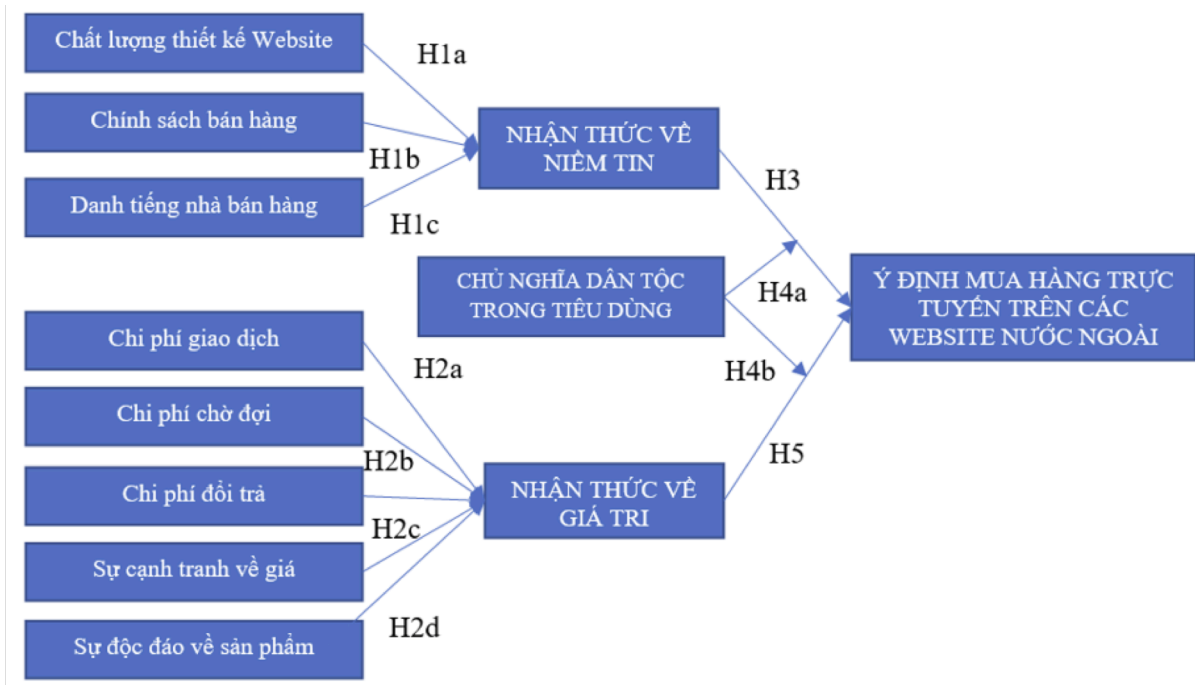 Chất lượng thiết kế Website
H1a
Chính sách bán hàng
NHẬN THỨC VỀ
NIỀM TIN
H1b
H3
Danh tiếng nhà bán hàng
H1c
CHỦ NGHĨA DÂN TỘC
TRONG TIÊU DÙNG
H4a
Ý ĐỊNH MUA HÀNG TRỰC
TUYẾN TRÊN CÁC
WEBSITE NƯỚC NGOÀI
Chi phí giao dịch
H2a
H4b
Chi phí chờ đợi
H2b
H5
Chi phí đổi trả
NHẬN THỨC VỀ
GIÁ TRI
H2c
Sự cạnh tranh về giá
H2d
Sự độc đáo về sản phẩm